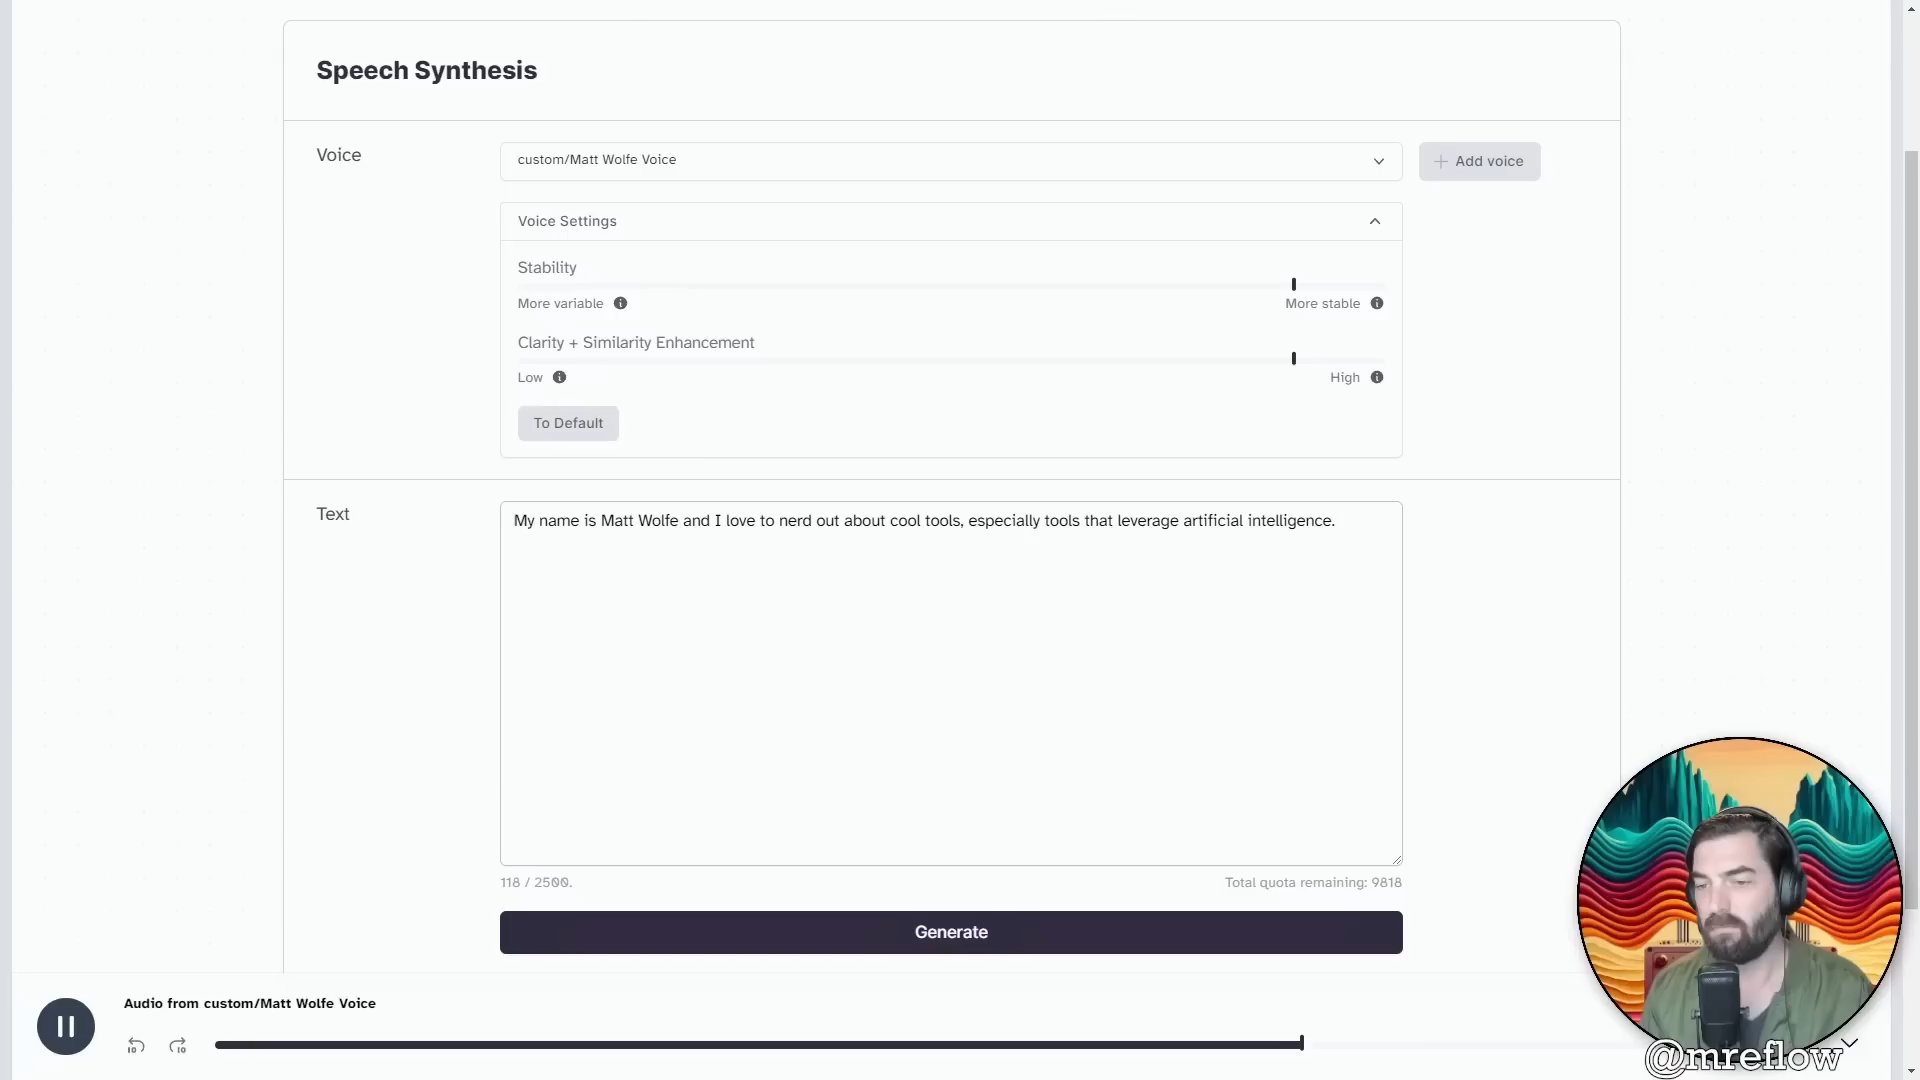 Speech Synthesis
Voice
custom/Matt Wolfe Voice
Add voice
Voice Settings
Stability
More variable
More stable
Clarity + Similarity Enhancement
Low
High
To Default
Text
My name is Matt Wolfe and I love to nerd out about cool tools, especially tools that leverage artificial intelligence.
118 / 2500.
Total quota remaining: 9818
Generate
Audio from custom/Matt Wolfe Voice
10
10
@mreflow